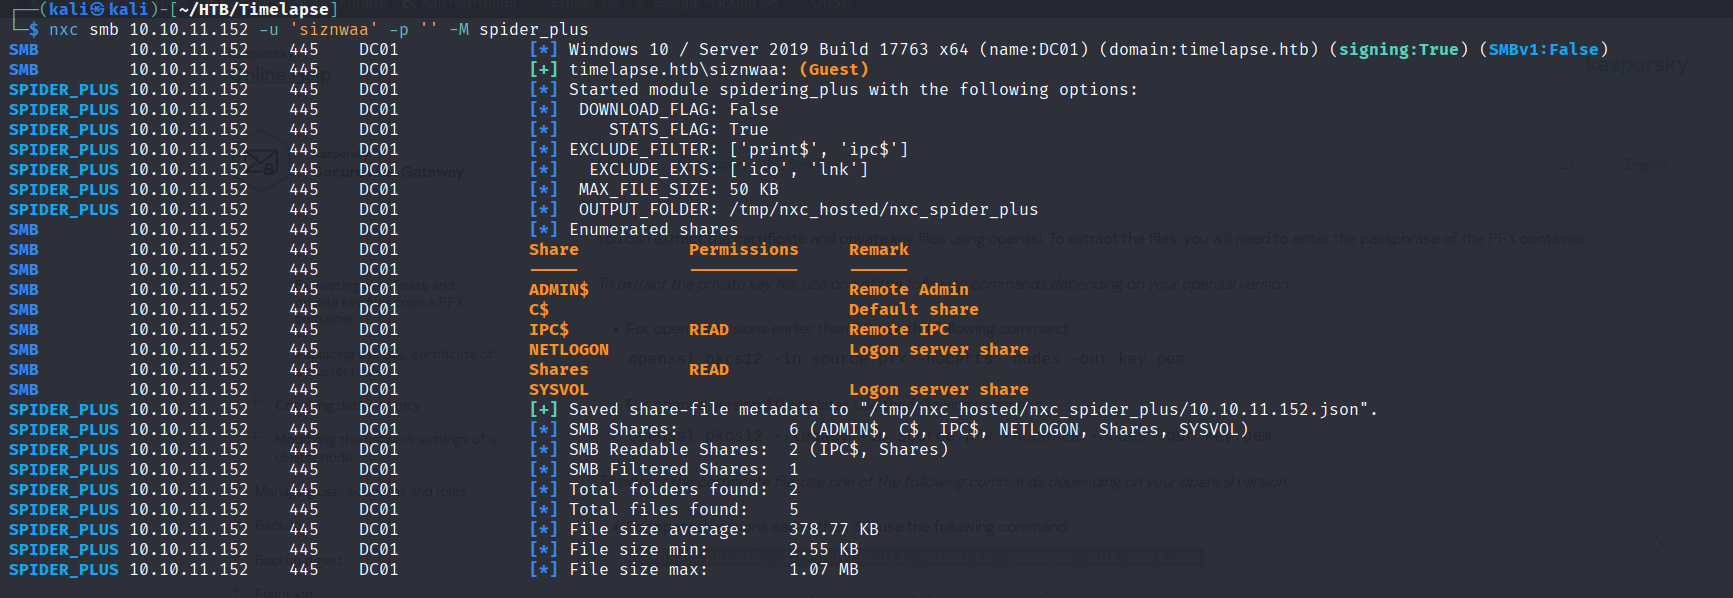 ┌──(kali㉿kali)-[~/HTB/Timelapse]
└─$ nxc smb 10.10.11.152 -u 'siznwaa' -p '' -M spider_plus
SMB 10.10.11.152 445 DC01 [*] Windows 10 / Server 2019 Build 17763 x64 (name:DC01) (domain:timelapse.htb) (signing:True) (SMBv1:False)
SMB 10.10.11.152 445 DC01 [+] timelapse.htb\siznwaa: (Guest)
SPIDER_PLUS 10.10.11.152 445 DC01 [*] Started module spidering_plus with the following options:
SPIDER_PLUS 10.10.11.152 445 DC01 [*] DOWNLOAD_FLAG: False
SPIDER_PLUS 10.10.11.152 445 DC01 [*] STATS_FLAG: True
SPIDER_PLUS 10.10.11.152 445 DC01 [*] EXCLUDE_FILTER: ['print$', 'ipc$']
SPIDER_PLUS 10.10.11.152 445 DC01 [*] EXCLUDE_EXTS: ['ico', 'lnk']
SPIDER_PLUS 10.10.11.152 445 DC01 [*] MAX_FILE_SIZE: 50 KB
SPIDER_PLUS 10.10.11.152 445 DC01 [*] OUTPUT_FOLDER: /tmp/nxc_hosted/nxc_spider_plus
SMB 10.10.11.152 445 DC01 [*] Enumerated shares
SMB 10.10.11.152 445 DC01 Share Permissions Remark
SMB 10.10.11.152 445 DC01 ----- ----------- ------
SMB 10.10.11.152 445 DC01 ADMIN$ Remote Admin
SMB 10.10.11.152 445 DC01 C$ Default share
SMB 10.10.11.152 445 DC01 IPC$ READ Remote IPC
SMB 10.10.11.152 445 DC01 NETLOGON Logon server share
SMB 10.10.11.152 445 DC01 Shares READ
SMB 10.10.11.152 445 DC01 SYSVOL Logon server share
SPIDER_PLUS 10.10.11.152 445 DC01 [+] Saved share-file metadata to "/tmp/nxc_hosted/nxc_spider_plus/10.10.11.152.json".
SPIDER_PLUS 10.10.11.152 445 DC01 [*] SMB Shares: 6 (ADMIN$, C$, IPC$, NETLOGON, Shares, SYSVOL)
SPIDER_PLUS 10.10.11.152 445 DC01 [*] SMB Readable Shares: 2 (IPC$, Shares)
SPIDER_PLUS 10.10.11.152 445 DC01 [*] SMB Filtered Shares: 1
SPIDER_PLUS 10.10.11.152 445 DC01 [*] Total folders found: 2
SPIDER_PLUS 10.10.11.152 445 DC01 [*] Total files found: 5
SPIDER_PLUS 10.10.11.152 445 DC01 [*] File size average: 378.77 KB
SPIDER_PLUS 10.10.11.152 445 DC01 [*] File size min: 2.55 KB
SPIDER_PLUS 10.10.11.152 445 DC01 [*] File size max: 1.07 MB